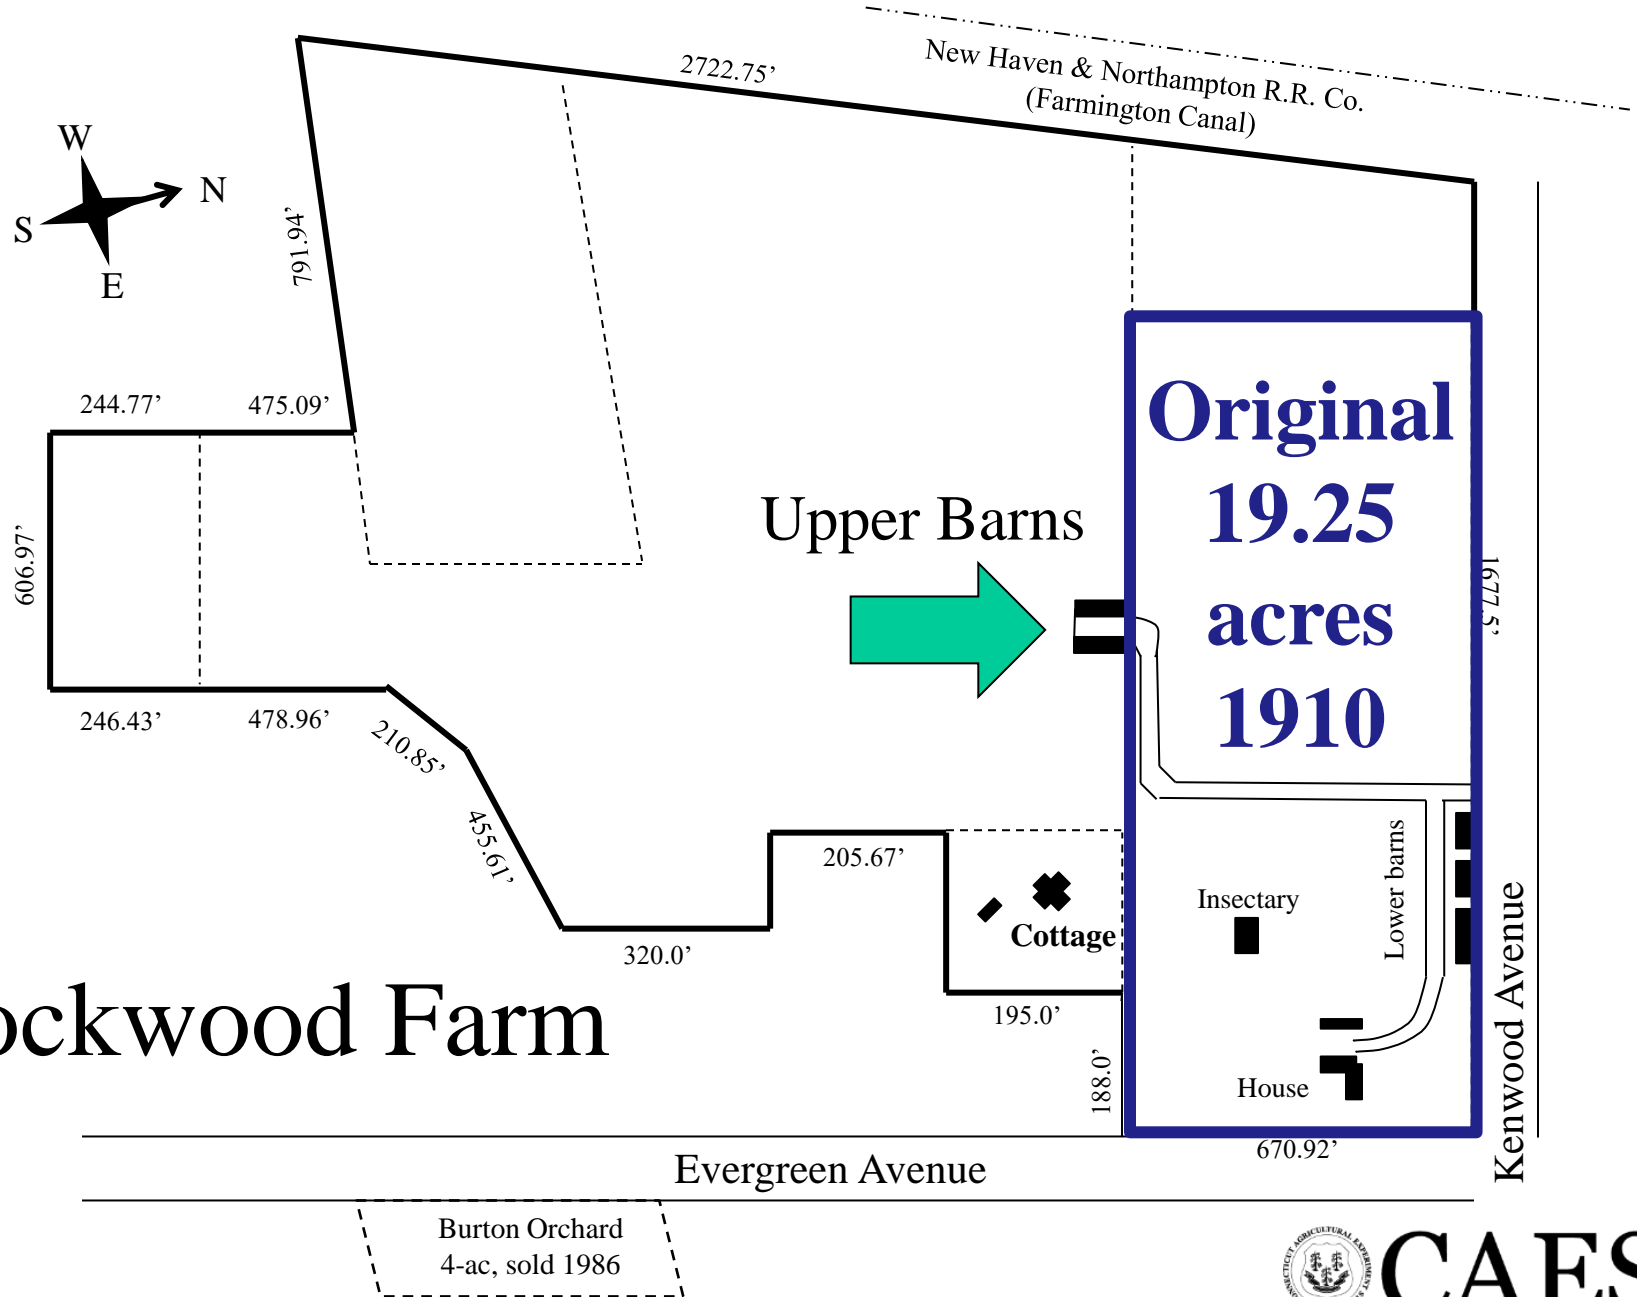 2722.75’
New Haven & Northampton R.R. Co.
(Farmington Canal)
W
N
S
E
791.94’
244.77’
475.09’
606.97’
246.43’
478.96’
210.85’
455.61’
320.0’
205.67’
195.0’
188.0’
Upper Barns
Original
19.25
acres
1910
1677.5’
Cottage
Insectary
Lower barns
House
670.92’
Kenwood Avenue
ockwood Farm
Evergreen Avenue
Burton Orchard
4-ac, sold 1986
CAES